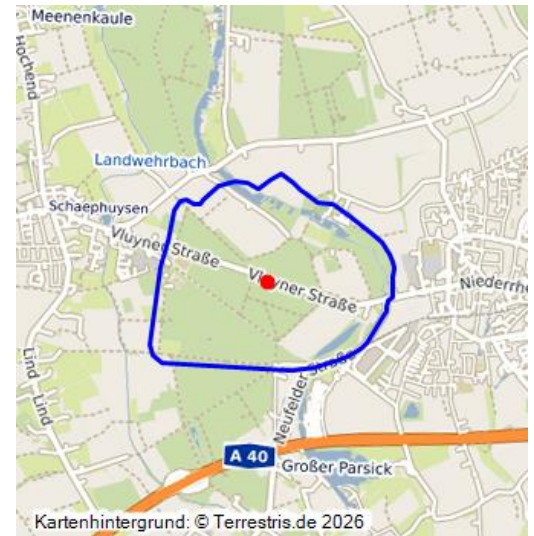 Meenenkaule
Hochend
Landwehrbach
Schaephuysen
Vluyner Straße
Vluyner Straße
Niederrhe
Lind
Lind
Neufelder Straße
A 40
Großer Parsick
Kartenhintergrund: © Terrestris.de 2026